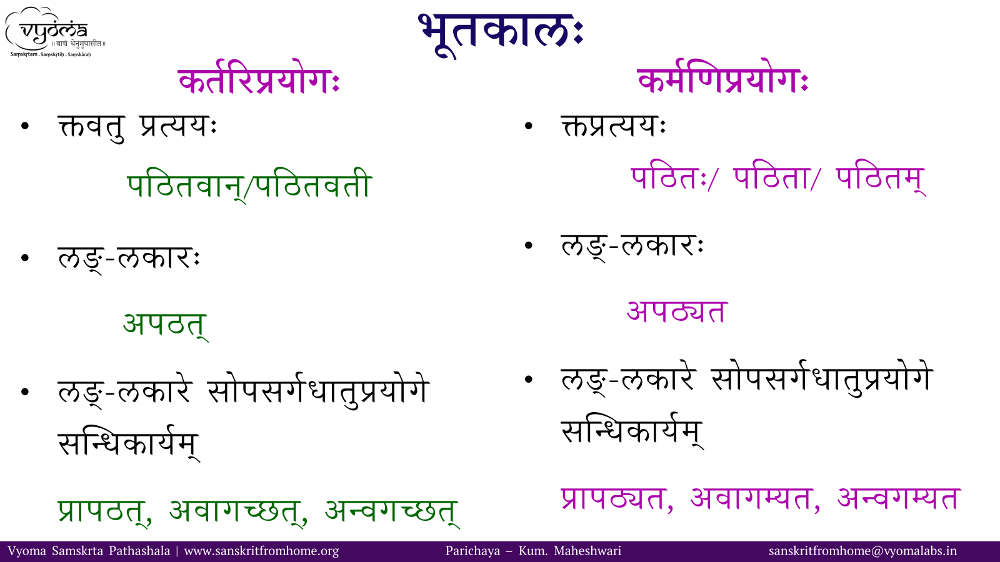 vyoma
॥ वाचं धेनुमुपासीत॥
Saṃskṛtam . Saṃskṛtiḥ . Saṃskāraḥ
भूतकालः
कर्तरिप्रयोगः
• क्तवतु प्रत्ययः
पठितवान्/पठितवती
• लङ्-लकारः
अपठत्
• लङ्-लकारे सोपसर्गधातुप्रयोगे
सन्धिकार्यम्
प्रापठत्, अवागच्छत्, अन्वगच्छत्
कर्मणिप्रयोगः
• क्तप्रत्ययः
पठितः/ पठिता/ पठितम्
• लङ्-लकारः
अपठ्यत
• लङ्-लकारे सोपसर्गधातुप्रयोगे
सन्धिकार्यम्
प्रापठ्यत, अवागम्यत, अन्वगम्यत
Vyoma Samskrta Pathashala | www.sanskritfromhome.org
Parichaya – Kum. Maheshwari
sanskritfromhome@vyomalabs.in